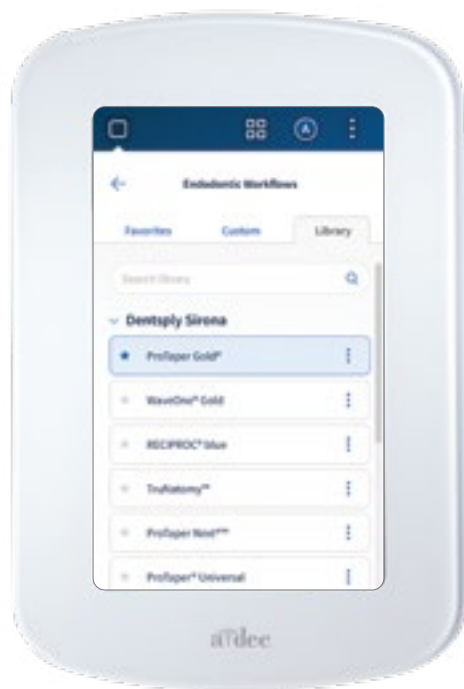 A
Endodontic Workflows
Favorites Custom Library
Search library
Dentsply Sirona
ProTaper Gold®
WaveOne® Gold
RECIPROC® blue
TruNatomy™
ProTaper Next™
ProTaper® Universal
a dec